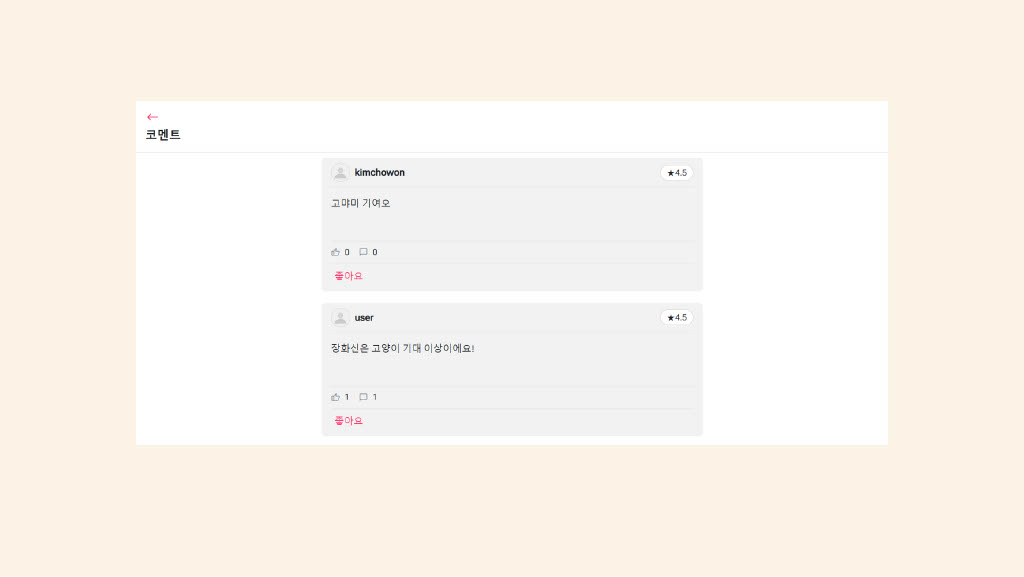 ←
코멘트
kimchowon ★4.5
고먀미 기여오
0 0
좋아요
user ★4.5
장화신은 고양이 기대 이상이에요!
1 1
좋아요